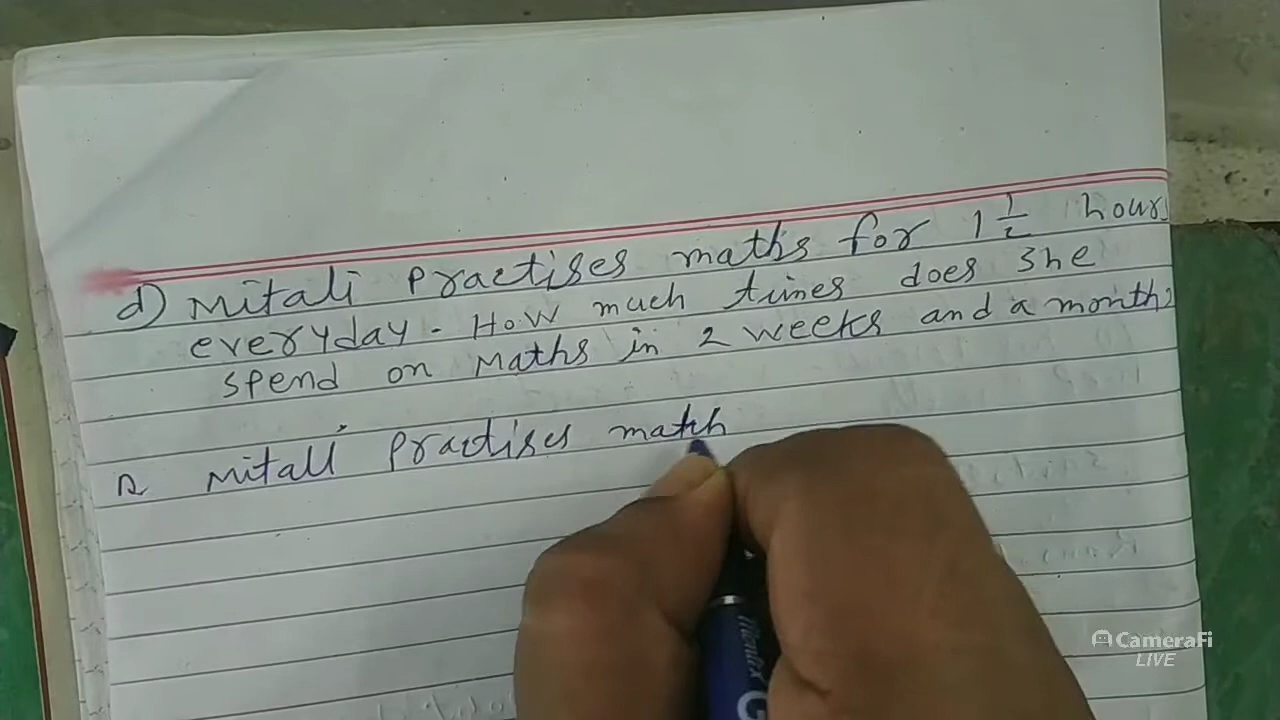 d) Mitali Practises maths for 1 1/2 hours
everyday. How much times does she
spend on Maths in 2 weeks and a month?
Mitali Practises math
CameraFi
LIVE